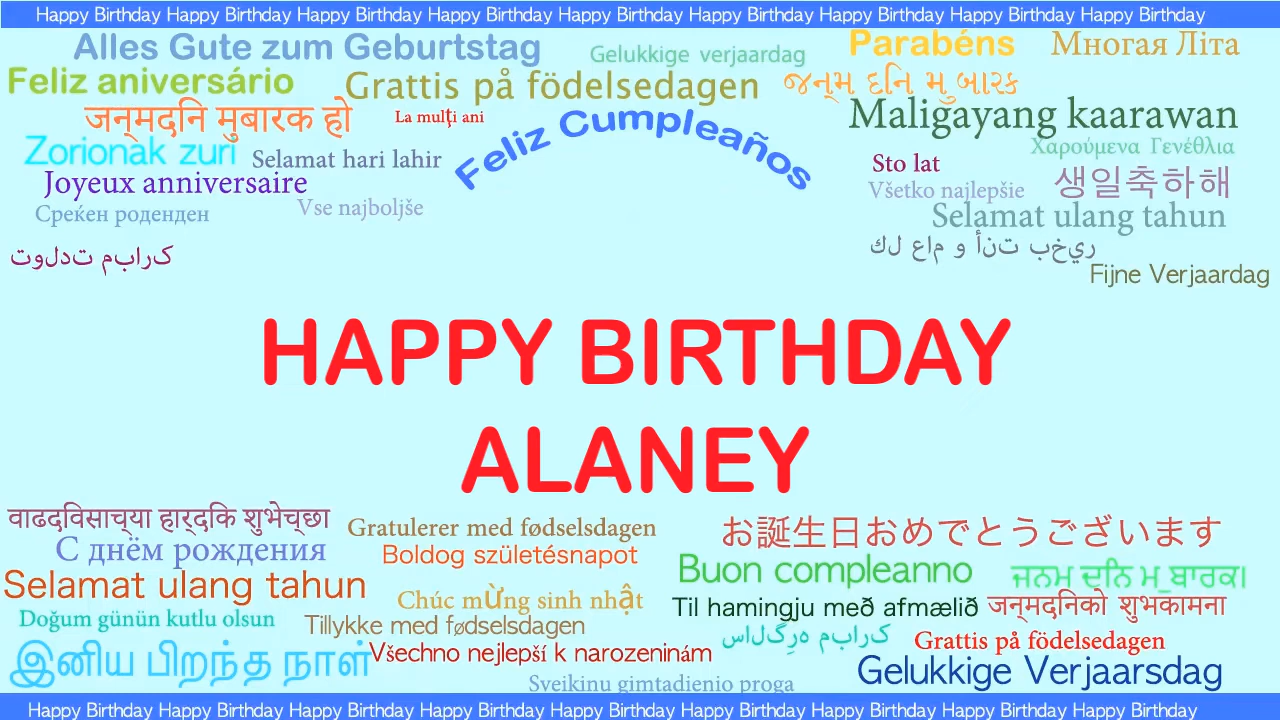 Happy Birthday Happy Birthday Happy Birthday Happy Birthday Happy Birthday Happy Birthday Happy Birthday Happy Birthday Happy Birthday
Alles Gute zum Geburtstag
Gelukkige verjaardag
Parabéns
Многая Літа
Feliz aniversário
Grattis på födelsedagen
જન્મ દનિ મુબારક
जन्मदनि मुबारक हो
La mulţi ani
Feliz Cumpleaños
Maligayang kaarawan
Zorionak zuri
Selamat hari lahir
Χαρούμενα Γενέθλια
Sto lat
Joyeux anniversaire
Všetko najlepšie
생일축하해
Среќен роденден
Vse najboljše
Selamat ulang tahun
تولدت مبارک
كل عام و أنت بخير
Fijne Verjaardag
HAPPY BIRTHDAY
ALANEY
वाढदविसाच्या हार्दकि शुभेच्छा
Gratulerer med fødselsdagen
お誕生日おめでとうございます
С днём рождения
Boldog születésnapot
Buon compleanno
ਜਨਮ ਦਨਿ ਮੁਬਾਰਕ।
Selamat ulang tahun
Chúc mừng sinh nhật
Til hamingju með afmælið
जन्मदनिको शुभकामना
Doğum günün kutlu olsun
Tillykke med fødselsdagen
سالگرِہ مبارک
Grattis på födelsedagen
இனிய பிறந்த நாள்
Všechno nejlepší k narozeninám
Gelukkige Verjaarsdag
Sveikinu gimtadienio proga
Happy Birthday Happy Birthday Happy Birthday Happy Birthday Happy Birthday Happy Birthday Happy Birthday Happy Birthday Happy Birthday